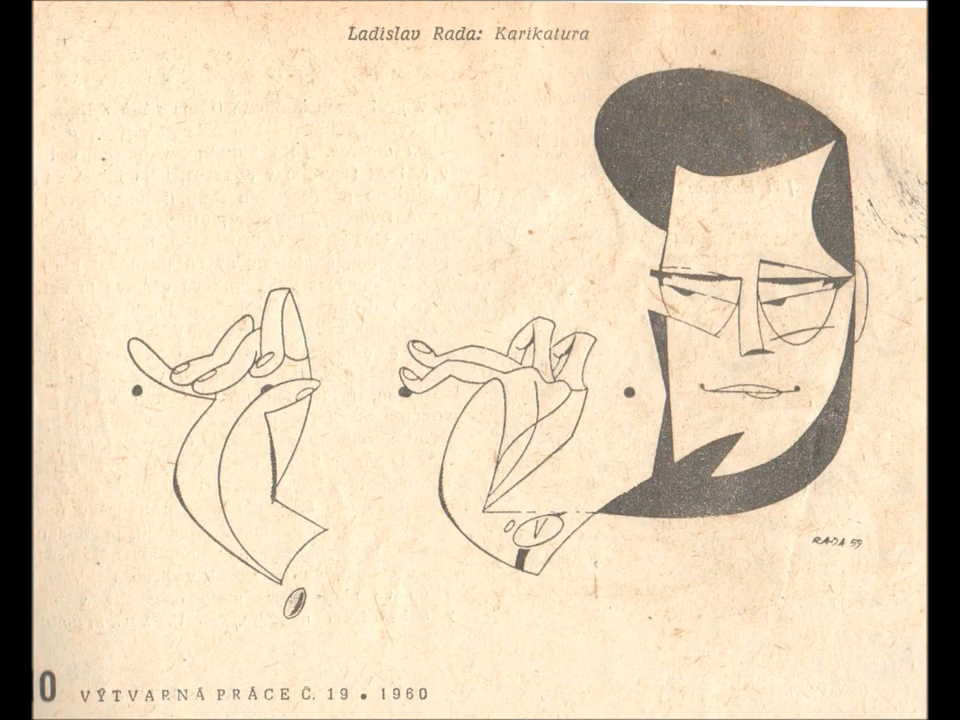 Ladislav Rada: Karikatura
V
RADA 59
0 VÝTVARNÁ PRÁCE Č. 19 • 1960